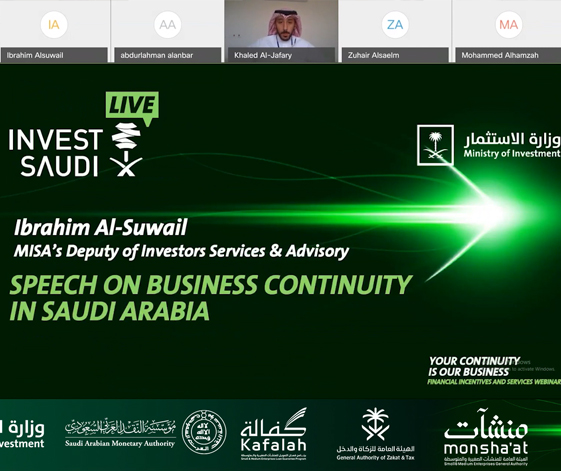 IA
AA
ZA
MA
Ibrahim Alsuwail
abdurlahman alanbar
Khaled Al-Jafary
Zuhair Alsaelm
Mohammed Alhamzah
LIVE
INVEST
SAUDI
وزارة الاستثمار
Ministry of Investment
Ibrahim Al-Suwail
MISA's Deputy of Investors Services & Advisory
SPEECH ON BUSINESS CONTINUITY
IN SAUDI ARABIA
YOUR CONTINUITY
IS OUR BUSINESS
to activate Windows.
FINANCIAL INCENTIVES AND SERVICES WEBINAR
وزارة ال
vestment
مؤسسة النقد العربي السعودي
Saudi Arabian Monetary Authority
كفالة
Kafalah
الهيئة العامة للزكاة والدخل
General Authority of Zakat & Tax
منشآت
monsha'at
الهيئة العامة للمنشآت الصغيرة والمتوسطة
Small & Medium Enterprises General Authority